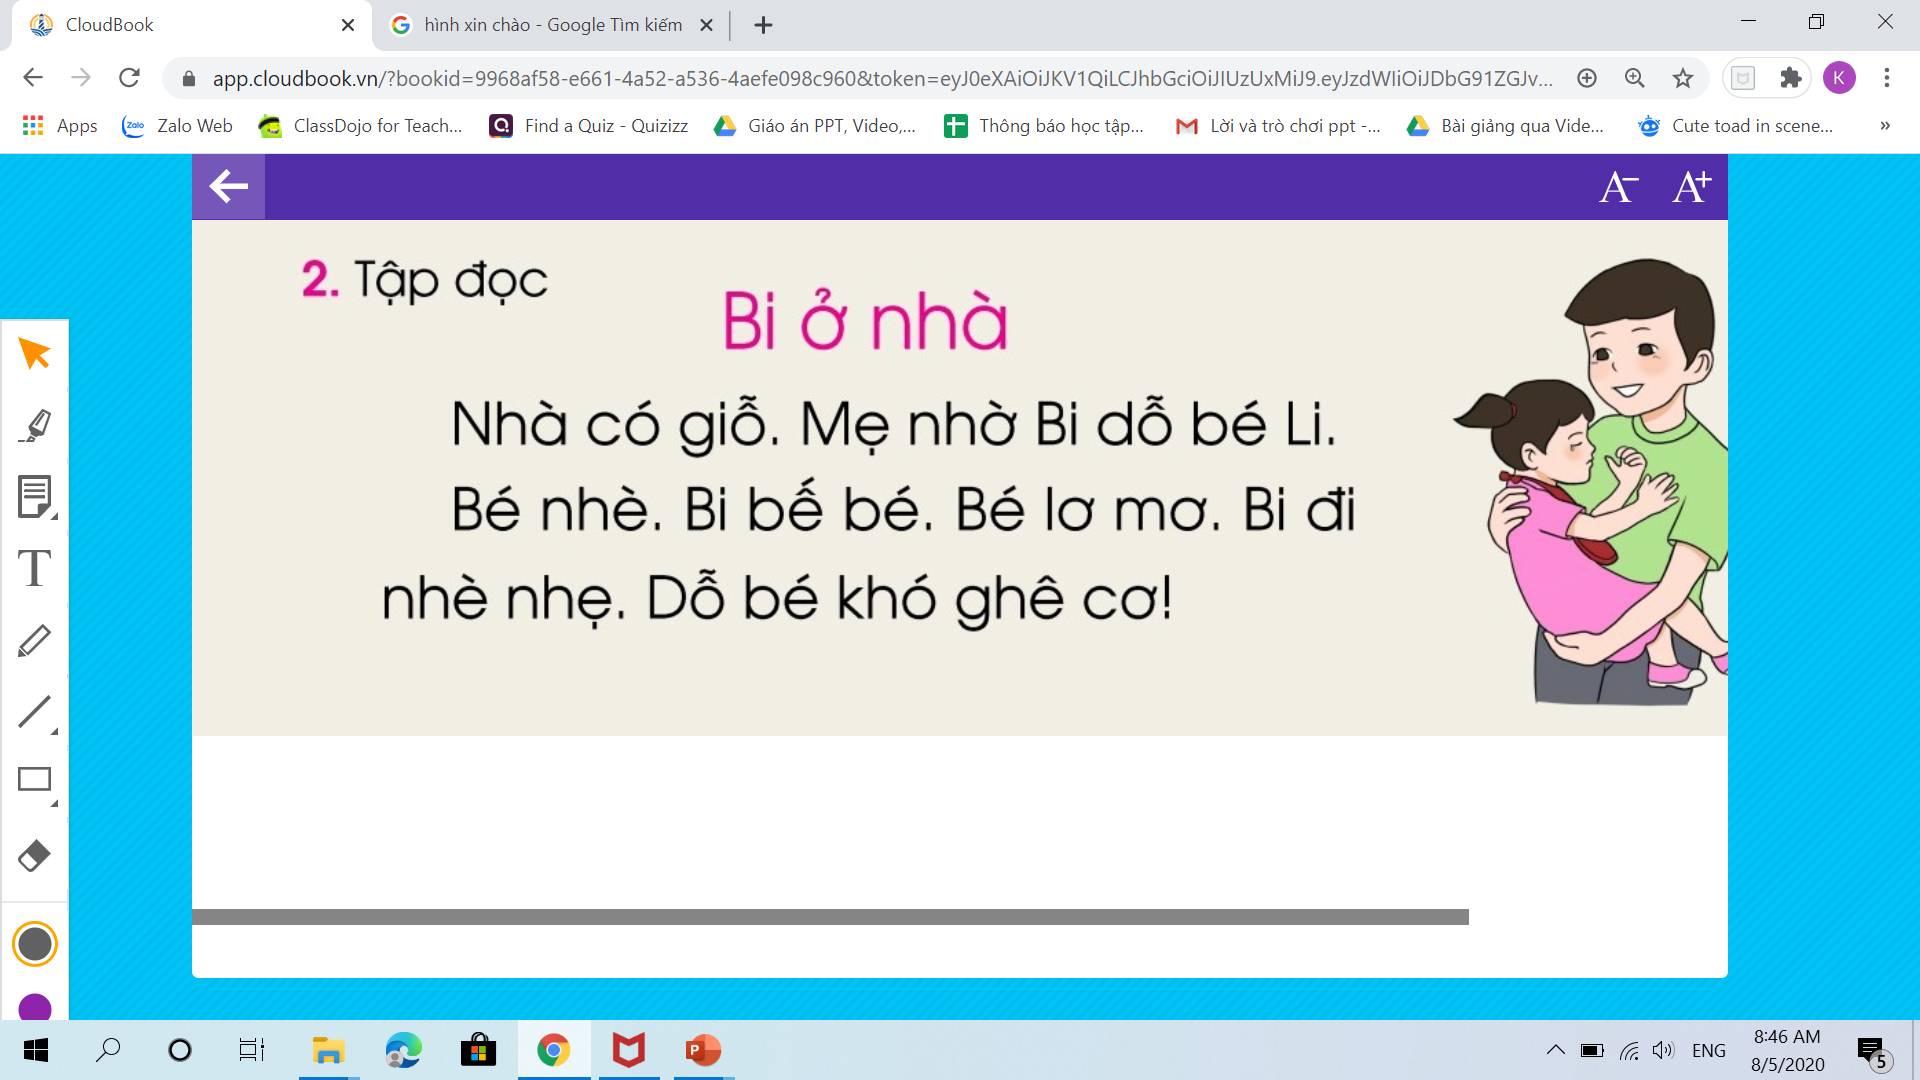 CloudBook
hình xin chào - Google Tìm kiếm
app.cloudbook.vn/?bookid=9968af58-e661-4a52-a536-4aefe098c960&token=eyJ0eXAiOiJKV1QiLCJhbGciOiJIUzUxMiJ9.eyJzdWIiOiJDbG91ZGJv...
K
Apps
Zalo Web
ClassDojo for Teach...
Find a Quiz - Quizizz
Giáo án PPT, Video,...
Thông báo học tập...
Lời và trò chơi ppt -...
Bài giảng qua Vide...
Cute toad in scene...
»
A- A+
2. Tập đọc
Bi ở nhà
Nhà có giỗ. Mẹ nhờ Bi dỗ bé Li.
Bé nhè. Bi bế bé. Bé lơ mơ. Bi đi
nhè nhẹ. Dỗ bé khó ghê cơ!
T
ENG
8:46 AM
8/5/2020
5